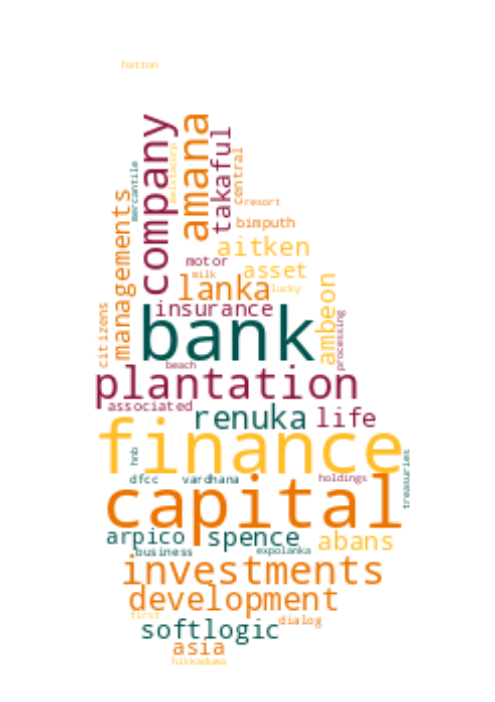 hatton
company
amana
takaful
multiacorp
mercantile
central
resort
bimputh
managements
aitken
motor
asset
milk
lanka
lucky
insurance
ambeon
citizens
bank
processing
beach
plantation
associated
renuka
life
finance
hnb
dfcc
vardhana
holdings
treasuries
capital
arpico
spence
abans
business
expolanka
investments
development
first
dialog
softlogic
asia
hikkaduwa